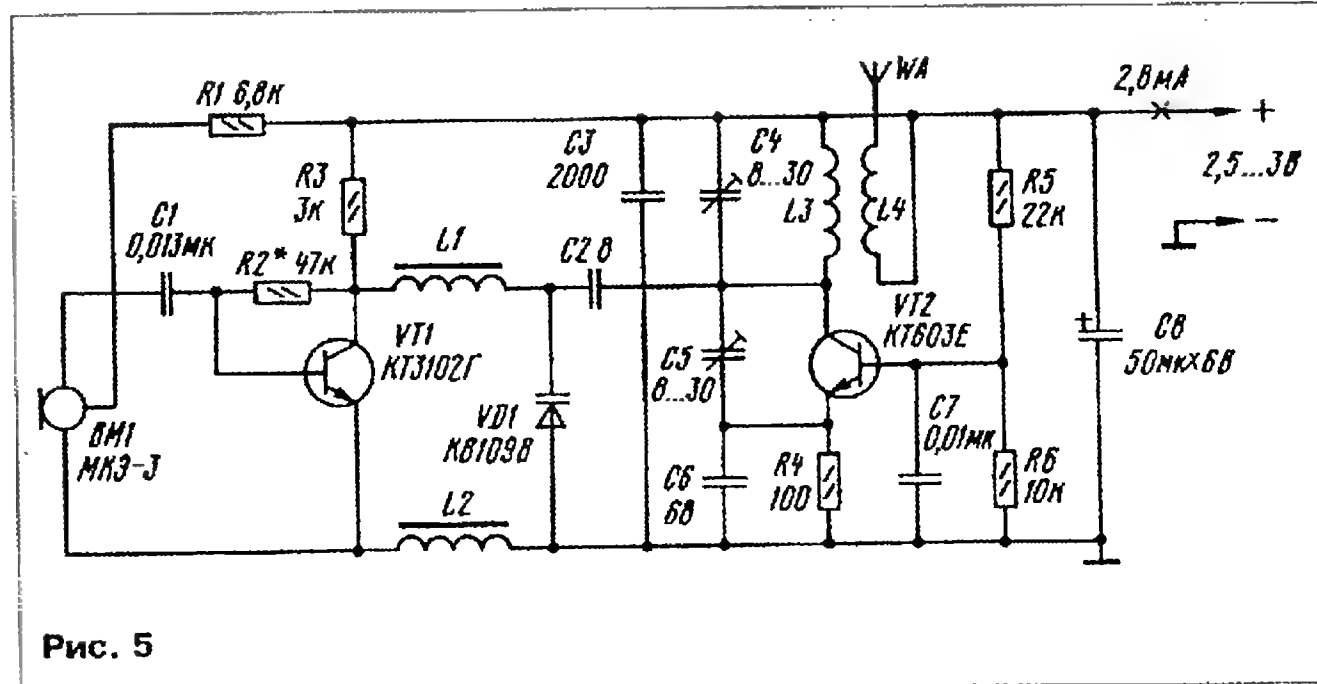 R1 6,8к
WA
2,8мА
+
C3
2000
C4
8...30
2,5...3В
R3
3к
L3
L4
R5
22к
C1
0,013мк
L1
R2* 47к
C2 8
VT2
КТ603Е
VT1
КТ3102Г
C5
8...30
+
C8
50мк×6В
VD1
КВ109В
C7
0,01мк
BM1
МКЭ-3
C6
68
R4
100
R6
10к
L2
Рис. 5